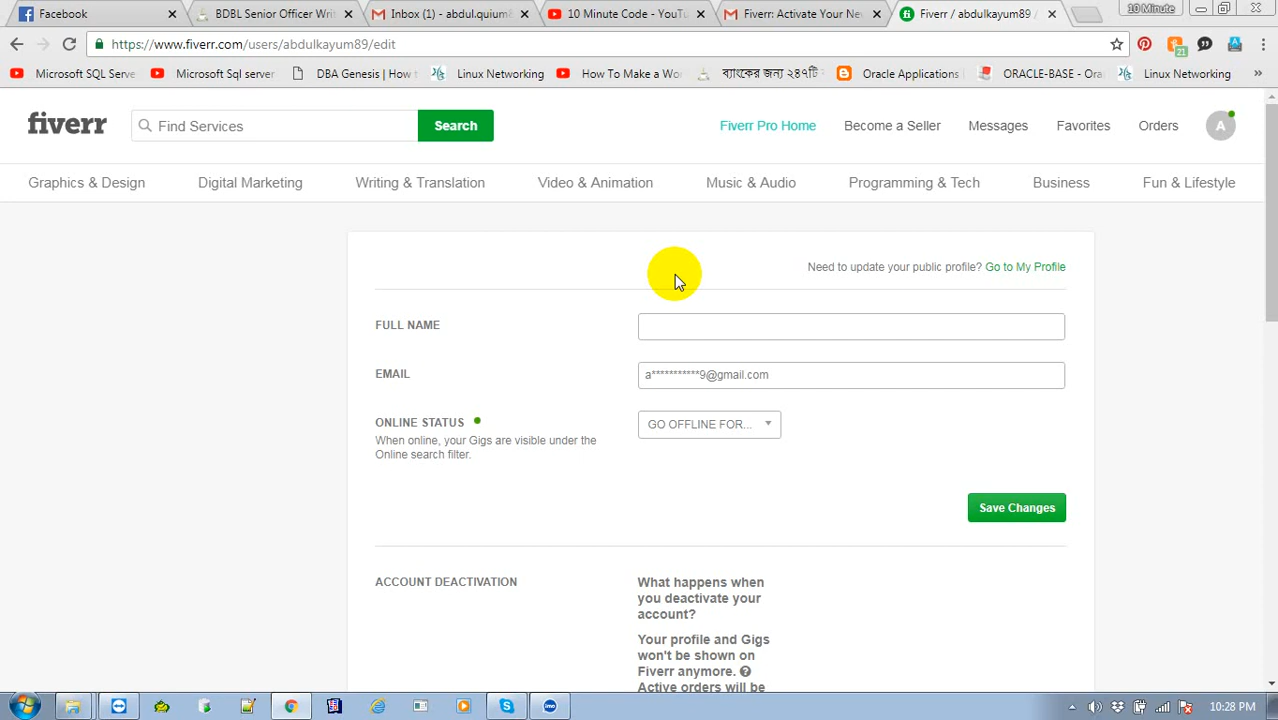 Facebook
BDBL Senior Officer Wri
Inbox (1) - abdul.quium
10 Minute Code - YouTu
Fiverr: Activate Your Ne
Fiverr / abdulkayum89
10 Minute
https://www.fiverr.com/users/abdulkayum89/edit
21
Microsoft SQL Serve
Microsoft Sql server
DBA Genesis | How t
Linux Networking
How To Make a Wo
ব্যাংকের জন্য ২৪৭টি
Oracle Applications
ORACLE-BASE - Ora
Linux Networking
fiverr
Find Services
Search
Fiverr Pro Home
Become a Seller
Messages
Favorites
Orders
A
Graphics & Design
Digital Marketing
Writing & Translation
Video & Animation
Music & Audio
Programming & Tech
Business
Fun & Lifestyle
Need to update your public profile? Go to My Profile
FULL NAME
EMAIL
a***********9@gmail.com
ONLINE STATUS
GO OFFLINE FOR...
When online, your Gigs are visible under the
Online search filter.
Save Changes
ACCOUNT DEACTIVATION
What happens when
you deactivate your
account?
Your profile and Gigs
won't be shown on
Fiverr anymore.
Active orders will be
10:28 PM